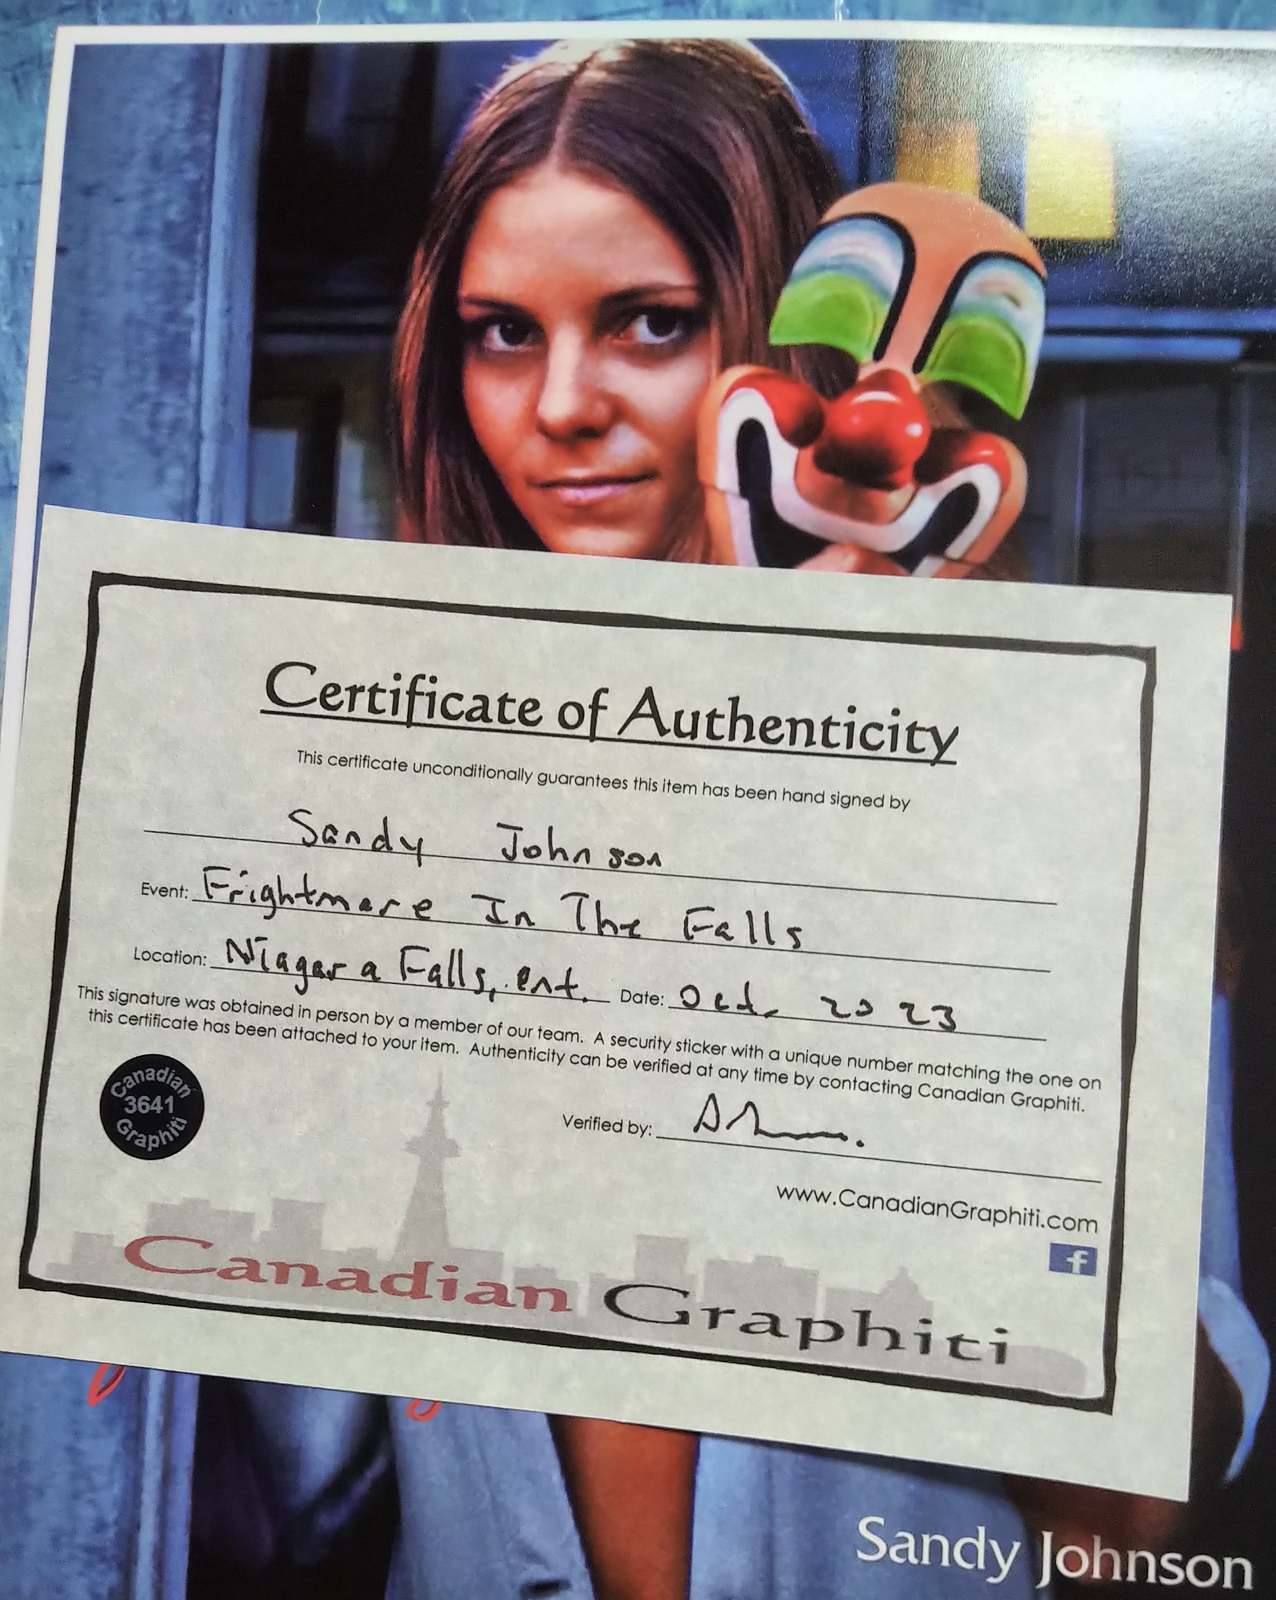 Certificate of Authenticity
This certificate unconditionally guarantees this item has been hand signed by
Sandy Johnson
Event: Frightmare In The Falls
Location: Niagara Falls, ont. Date: Oct. 2023
This signature was obtained in person by a member of our team. A security sticker with a unique number matching the one on
this certificate has been attached to your item. Authenticity can be verified at any time by contacting Canadian Graphiti.
Canadian
3641
Graphiti
Verified by:
www.CanadianGraphiti.com
f
Canadian Graphiti
Sandy Johnson